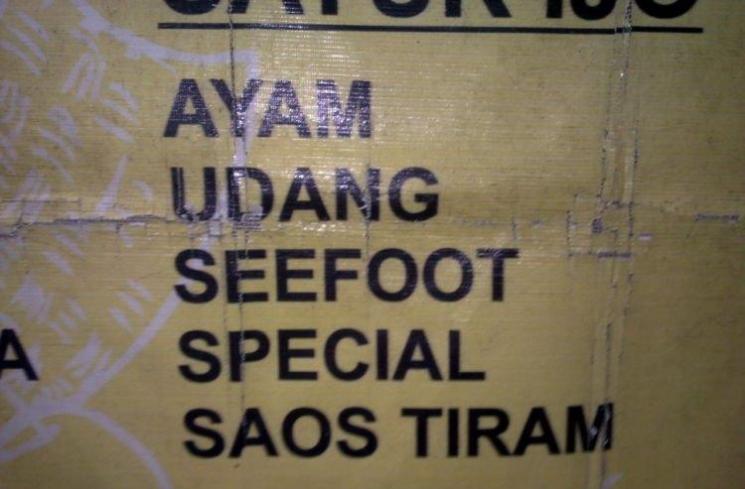 AYAM
UDANG
SEEFOOT
A
SPECIAL
SAOS TIRAM